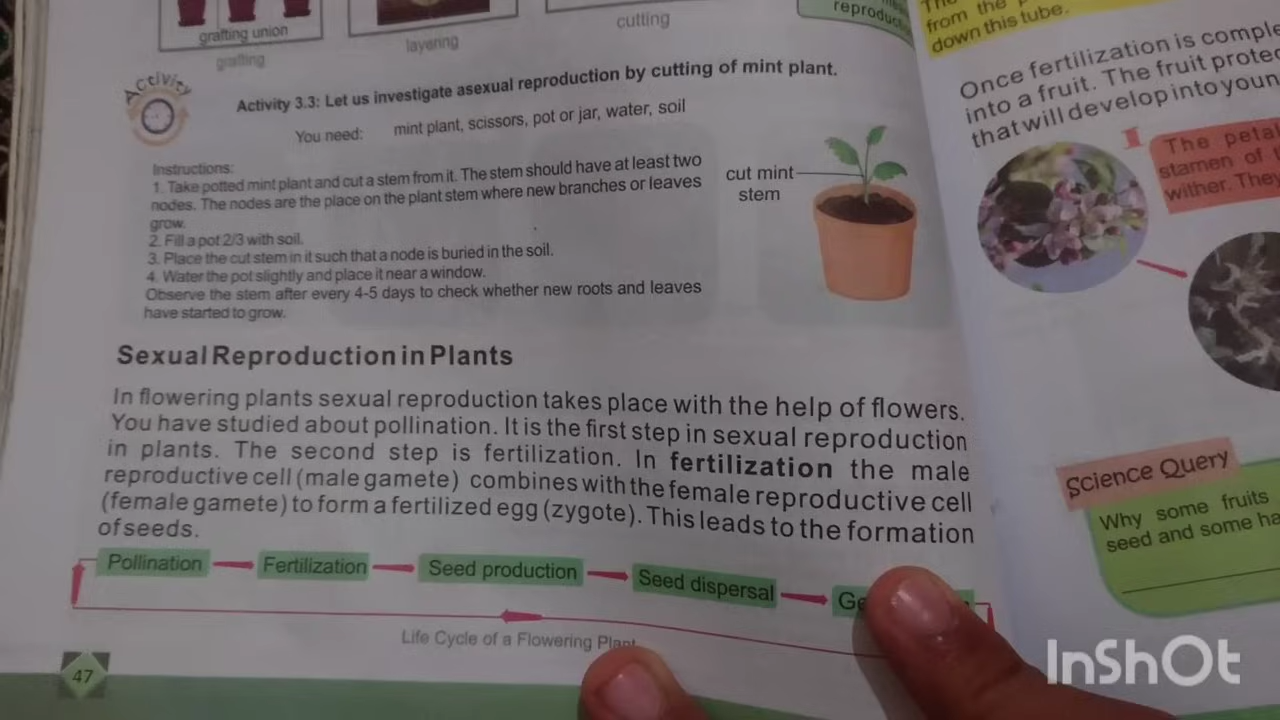 grafting union
grafting
layering
cutting
reproduc
from the
down this tube.
Activity
Activity 3.3: Let us investigate asexual reproduction by cutting of mint plant.
You need: mint plant, scissors, pot or jar, water, soil
Instructions:
1. Take potted mint plant and cut a stem from it. The stem should have at least two
nodes. The nodes are the place on the plant stem where new branches or leaves
grow.
2. Fill a pot 2/3 with soil.
3. Place the cut stem in it such that a node is buried in the soil.
4. Water the pot slightly and place it near a window.
Observe the stem after every 4-5 days to check whether new roots and leaves
have started to grow.
cut mint
stem
Sexual Reproduction in Plants
In flowering plants sexual reproduction takes place with the help of flowers.
You have studied about pollination. It is the first step in sexual reproduction
in plants. The second step is fertilization. In fertilization the male
reproductive cell (male gamete) combines with the female reproductive cell
(female gamete) to form a fertilized egg (zygote). This leads to the formation
of seeds.
Pollination Fertilization Seed production Seed dispersal Ge
Life Cycle of a Flowering Plant
47
Once fertilization is comple
into a fruit. The fruit protec
that will develop into youn
The petal
stamen of
wither. They
Science Query
Why some fruits
seed and some ha
InShOt